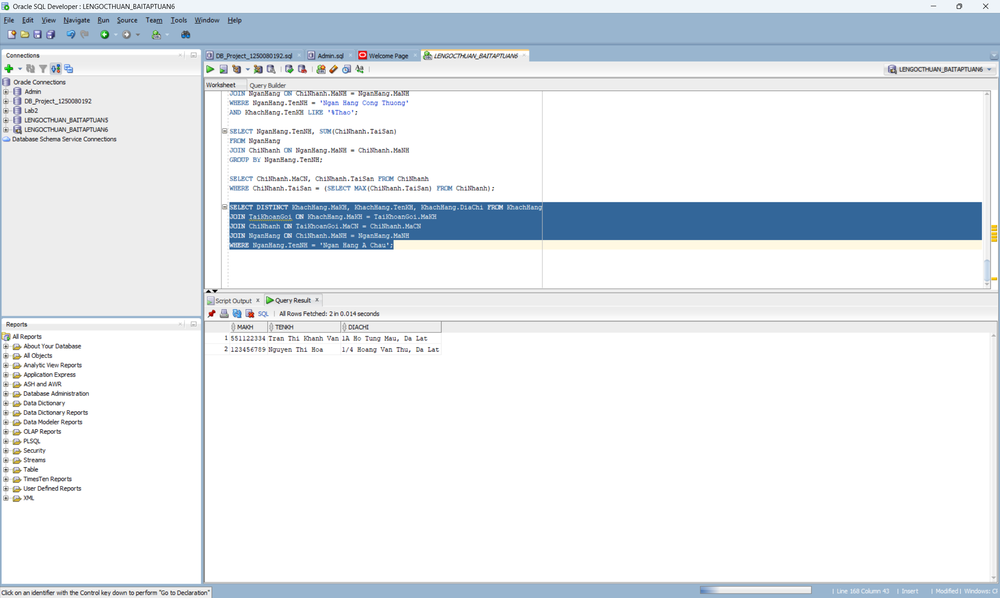 Oracle SQL Developer : LENGOCTHUAN_BAITAPTUAN6
File Edit View Navigate Run Source Team Tools Window Help
Connections
Oracle Connections
Admin
DB_Project_1250080192
Lab2
LENGOCTHUAN_BAITAPTUAN5
LENGOCTHUAN_BAITAPTUAN6
Database Schema Service Connections
Reports
All Reports
About Your Database
All Objects
Analytic View Reports
Application Express
ASH and AWR
Database Administration
Data Dictionary
Data Dictionary Reports
Data Modeler Reports
OLAP Reports
PLSQL
Security
Streams
Table
TimesTen Reports
User Defined Reports
XML
DB_Project_1250080192.sql Admin.sql Welcome Page LENGOCTHUAN_BAITAPTUAN6
LENGOCTHUAN_BAITAPTUAN6
Worksheet Query Builder
JOIN NganHang ON ChiNhanh.MaNH = NganHang.MaNH
WHERE NganHang.TenNH = 'Ngan Hang Cong Thuong'
AND KhachHang.TenKH LIKE '%Thao';
SELECT NganHang.TenNH, SUM(ChiNhanh.TaiSan)
FROM NganHang
JOIN ChiNhanh ON NganHang.MaNH = ChiNhanh.MaNH
GROUP BY NganHang.TenNH;
SELECT ChiNhanh.MaCN, ChiNhanh.TaiSan FROM ChiNhanh
WHERE ChiNhanh.TaiSan = (SELECT MAX(ChiNhanh.TaiSan) FROM ChiNhanh);
SELECT DISTINCT KhachHang.MaKH, KhachHang.TenKH, KhachHang.DiaChi FROM KhachHang
JOIN TaiKhoanGoi ON KhachHang.MaKH = TaiKhoanGoi.MaKH
JOIN ChiNhanh ON TaiKhoanGoi.MaCN = ChiNhanh.MaCN
JOIN NganHang ON ChiNhanh.MaNH = NganHang.MaNH
WHERE NganHang.TenNH = 'Ngan Hang A Chau';
Script Output Query Result
SQL | All Rows Fetched: 2 in 0.014 seconds
MAKH TENKH DIACHI
1 551122334 Tran Thi Khanh Van 1A Ho Tung Mau, Da Lat
2 123456789 Nguyen Thi Hoa 1/4 Hoang Van Thu, Da Lat
Click on an identifier with the Control key down to perform "Go to Declaration"
| Line 168 Column 43 | Insert | Modified | Windows: